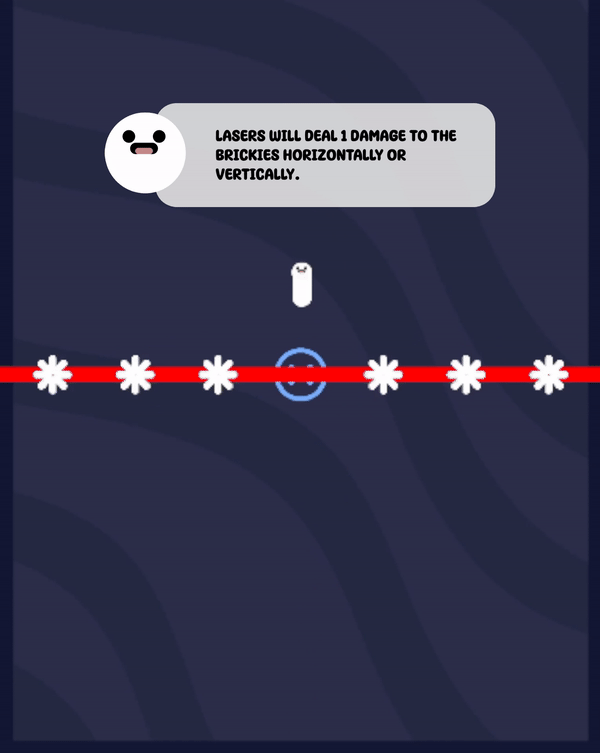 LASERS WILL DEAL 1 DAMAGE TO THE
BRICKIES HORIZONTALLY OR
VERTICALLY.